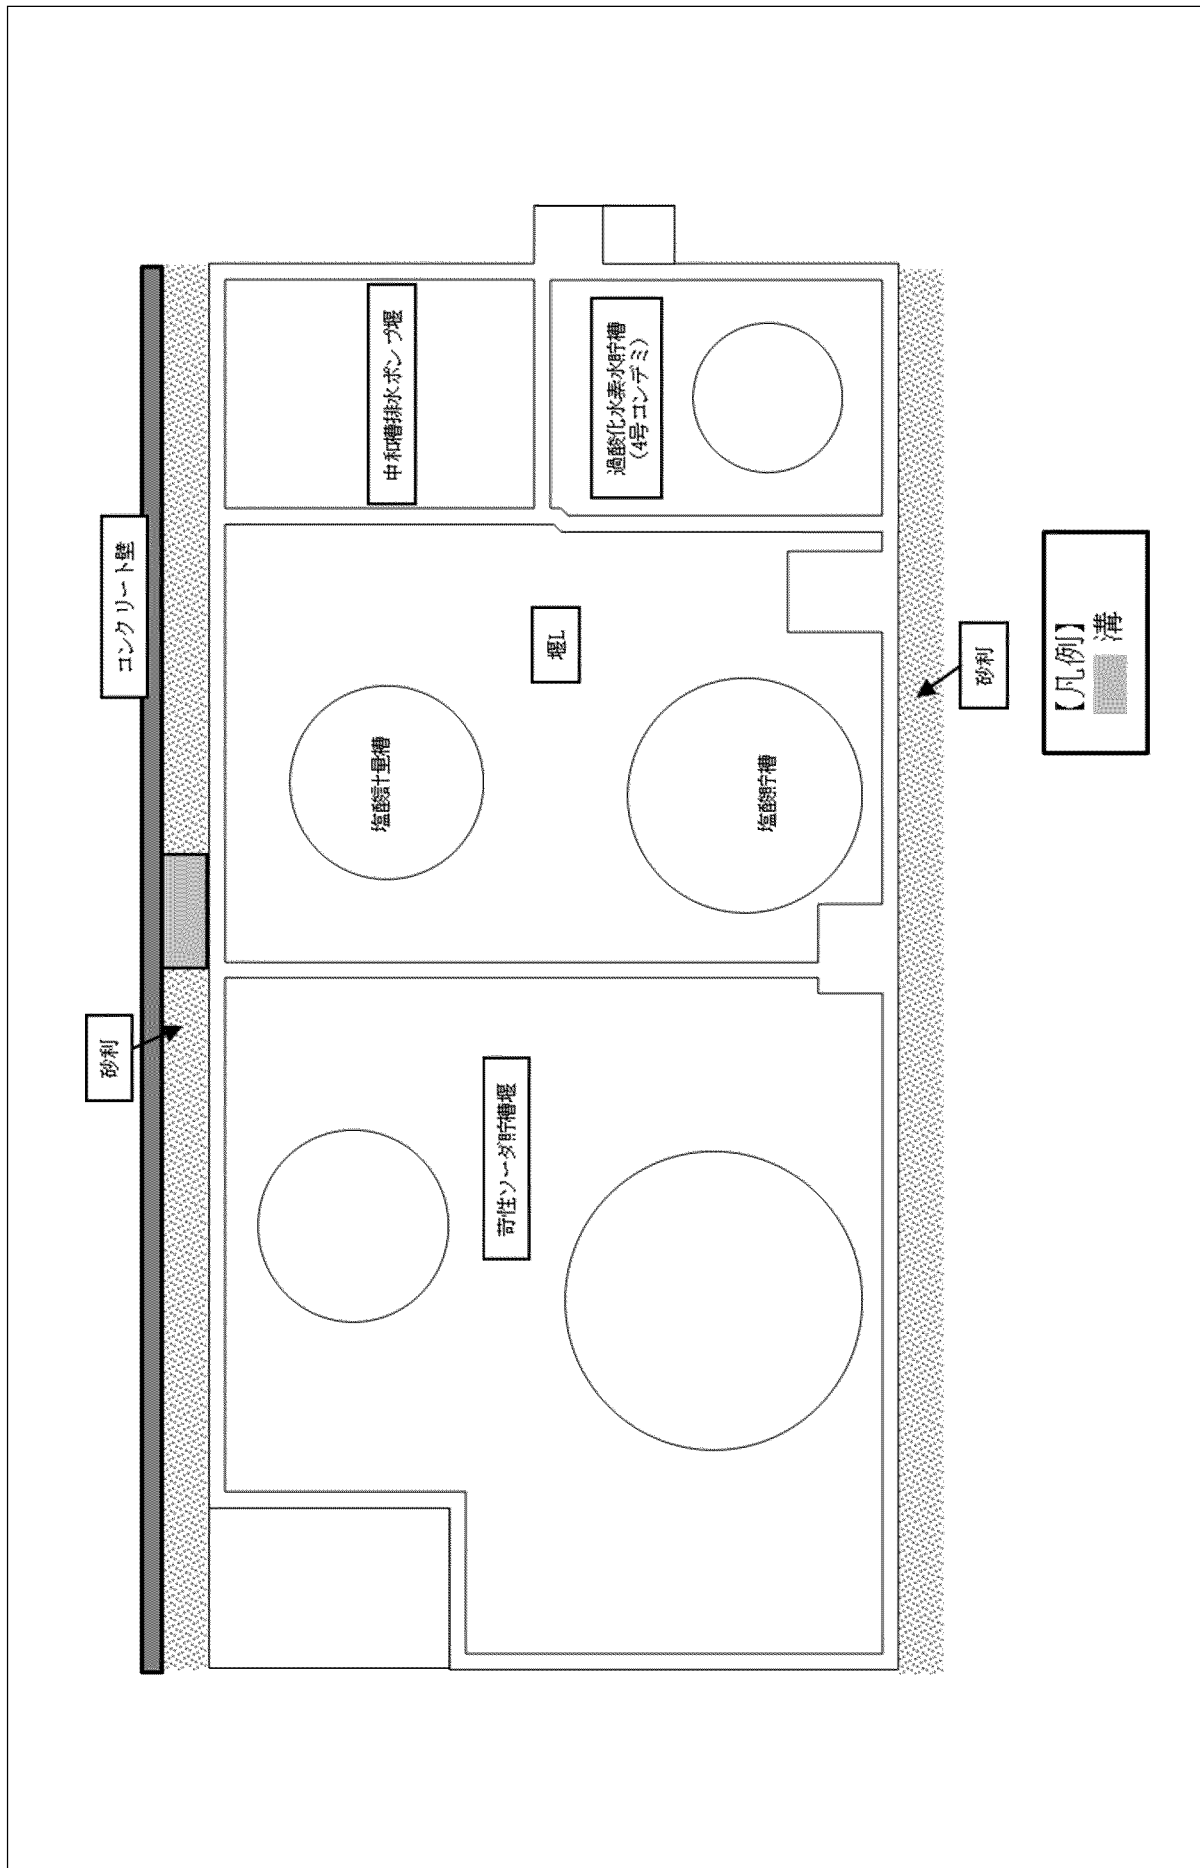 コンクリート壁
砂利
中和槽排水ポンプ堰
過酸化水素水貯槽
(4号コンデミ)
堰L
塩酸計量槽
塩酸貯槽
苛性ソーダ貯槽堰
砂利
【凡例】
溝